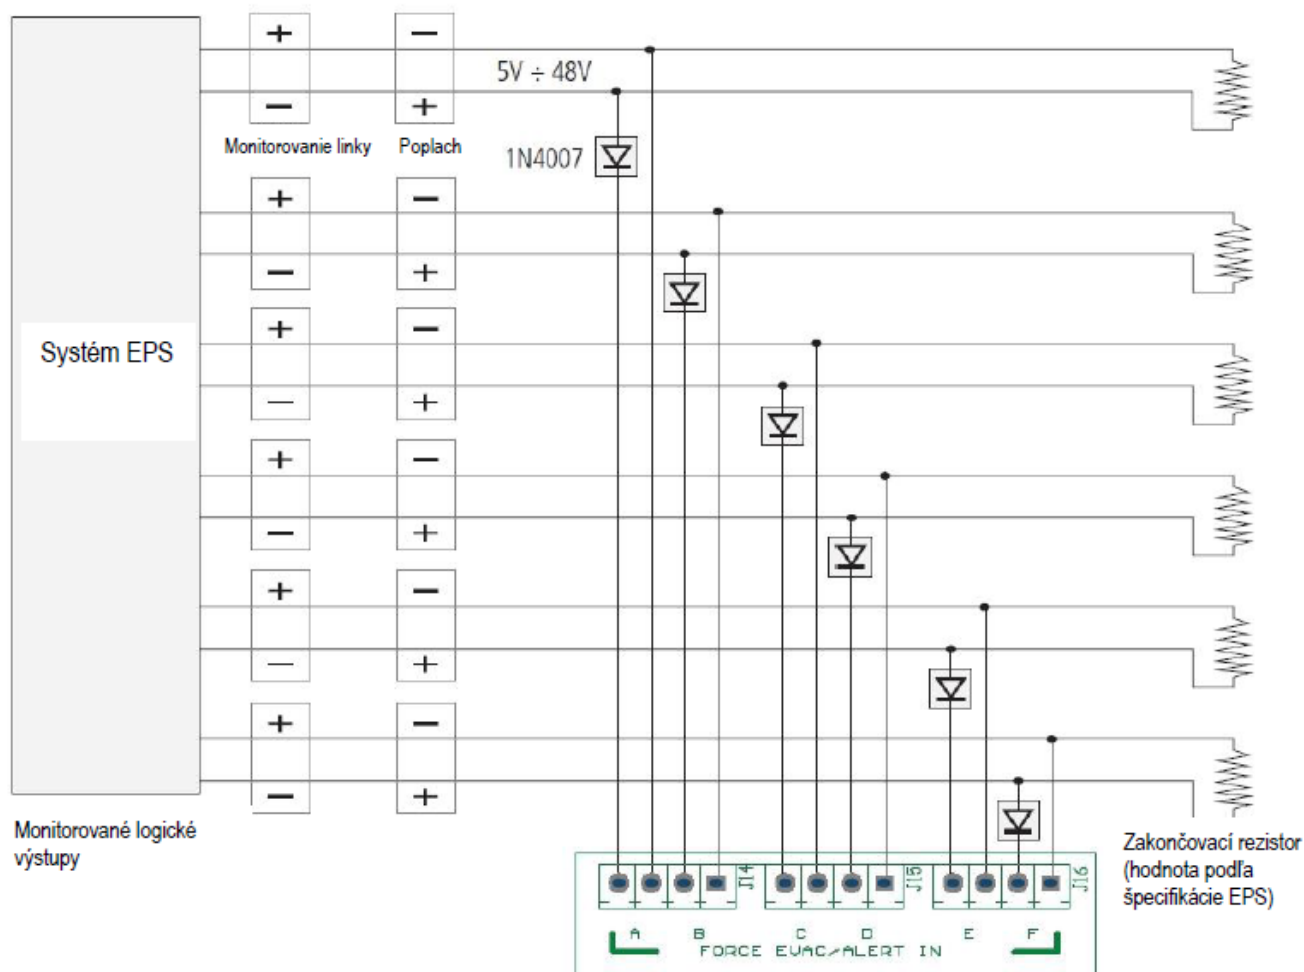 + −
5V ÷ 48V
− +
Monitorovanie linky Poplach
1N4007
+ −
− +
+ −
Systém EPS
− +
+ −
− +
+ −
− +
+ −
− +
Monitorované logické
výstupy
Zakončovací rezistor
(hodnota podľa
špecifikácie EPS)
J14 J15 J16
+ − + − + − + − + − + −
A B C D E F
FORCE EVAC/ALERT IN